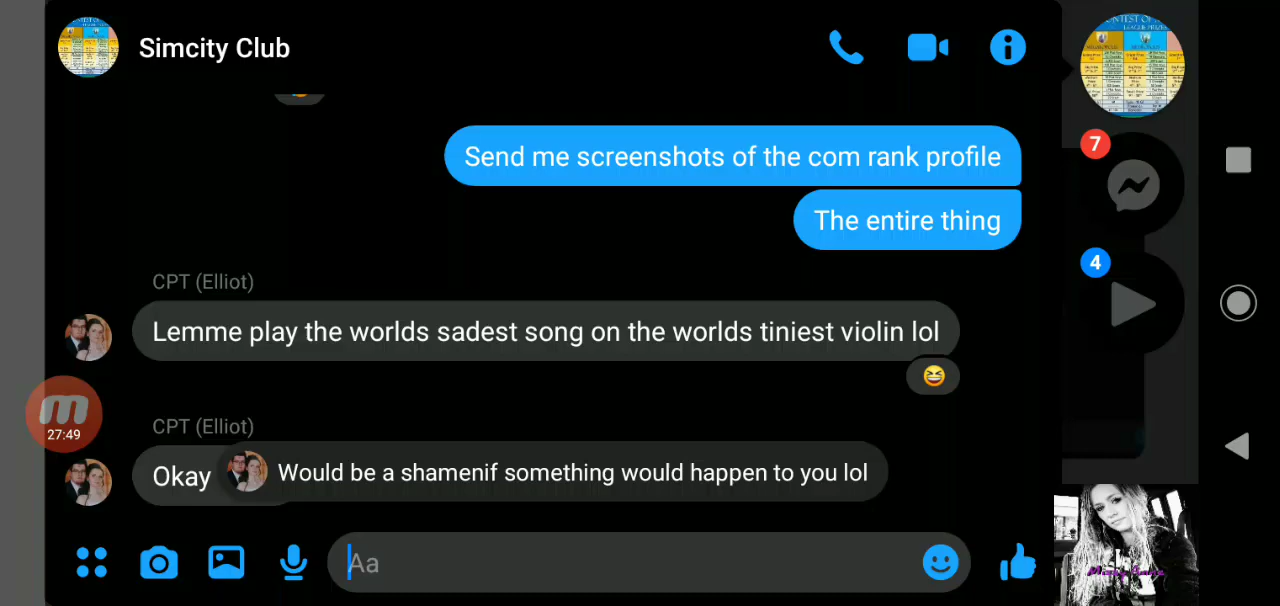 Simcity Club
Send me screenshots of the com rank profile
The entire thing
CPT (Elliot)
Lemme play the worlds sadest song on the worlds tiniest violin lol
CPT (Elliot)
Okay
Would be a shamenif something would happen to you lol
Aa
27:49
7
4